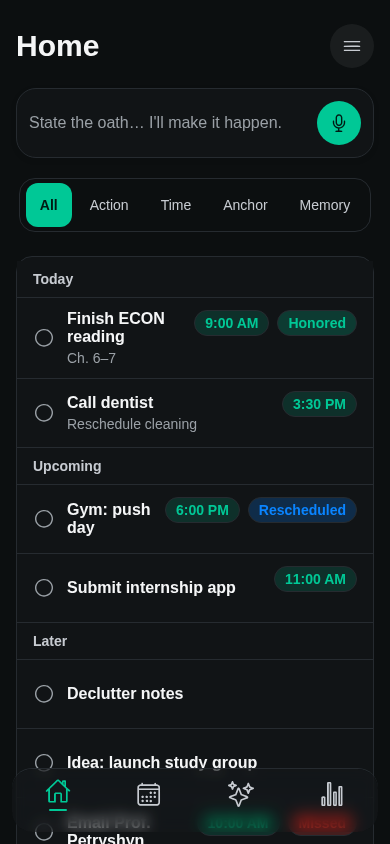 Home
State the oath… I'll make it happen.
All Action Time Anchor Memory
Today
Finish ECON reading 9:00 AM Honored
Ch. 6–7
Call dentist 3:30 PM
Reschedule cleaning
Upcoming
Gym: push day 6:00 PM Rescheduled
Submit internship app 11:00 AM
Later
Declutter notes
Idea: launch study group
Email Prof. Petryshyn 10:00 AM Missed